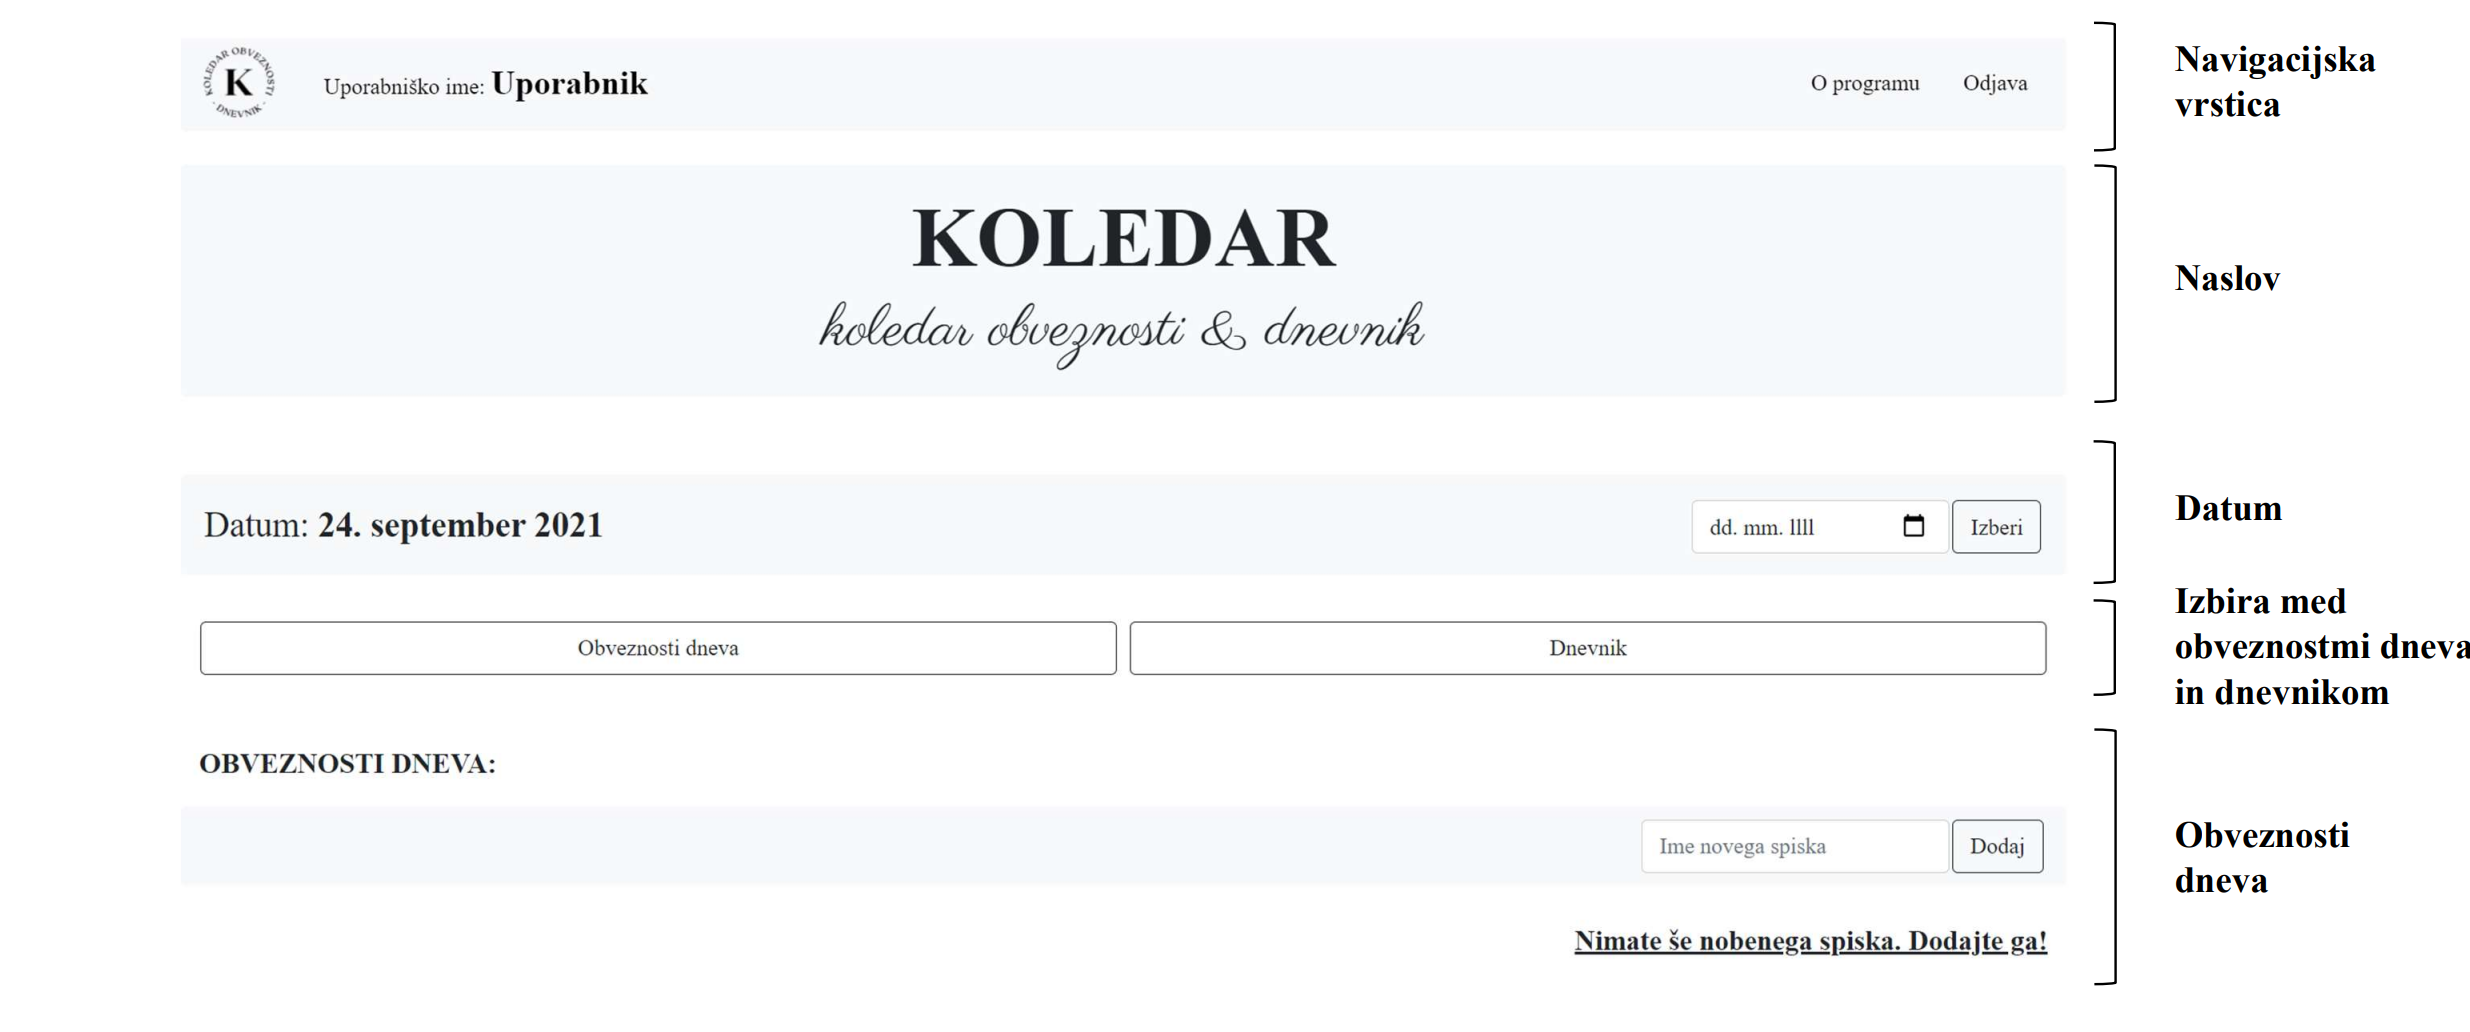 KOLEDAR OBVEZNOSTI
K
· DNEVNIK ·
Uporabniško ime: Uporabnik
O programu
Odjava
Navigacijska
vrstica
KOLEDAR
koledar obveznosti & dnevnik
Naslov
Datum: 24. september 2021
dd. mm. llll
Izberi
Datum
Obveznosti dneva
Dnevnik
Izbira med
obveznostmi dneva
in dnevnikom
OBVEZNOSTI DNEVA:
Ime novega spiska
Dodaj
Nimate še nobenega spiska. Dodajte ga!
Obveznosti
dneva